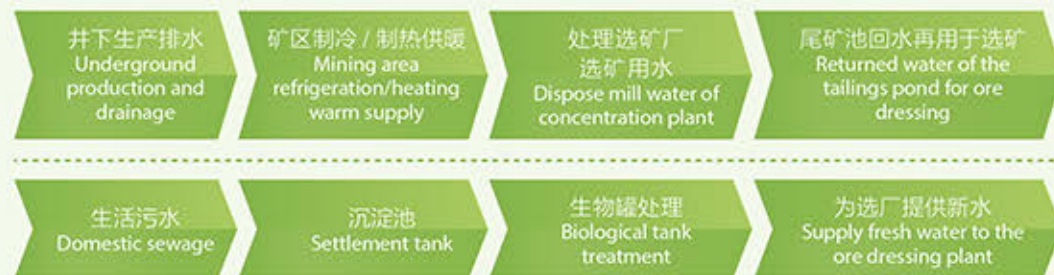 井下生产排水
Underground
production and
drainage
矿区制冷 / 制热供暖
Mining area
refrigeration/heating
warm supply
处理选矿厂
选矿用水
Dispose mill water of
concentration plant
尾矿池回水再用于选矿
Returned water of the
tailings pond for ore
dressing
生活污水
Domestic sewage
沉淀池
Settlement tank
生物罐处理
Biological tank
treatment
为选厂提供新水
Supply fresh water to the
ore dressing plant